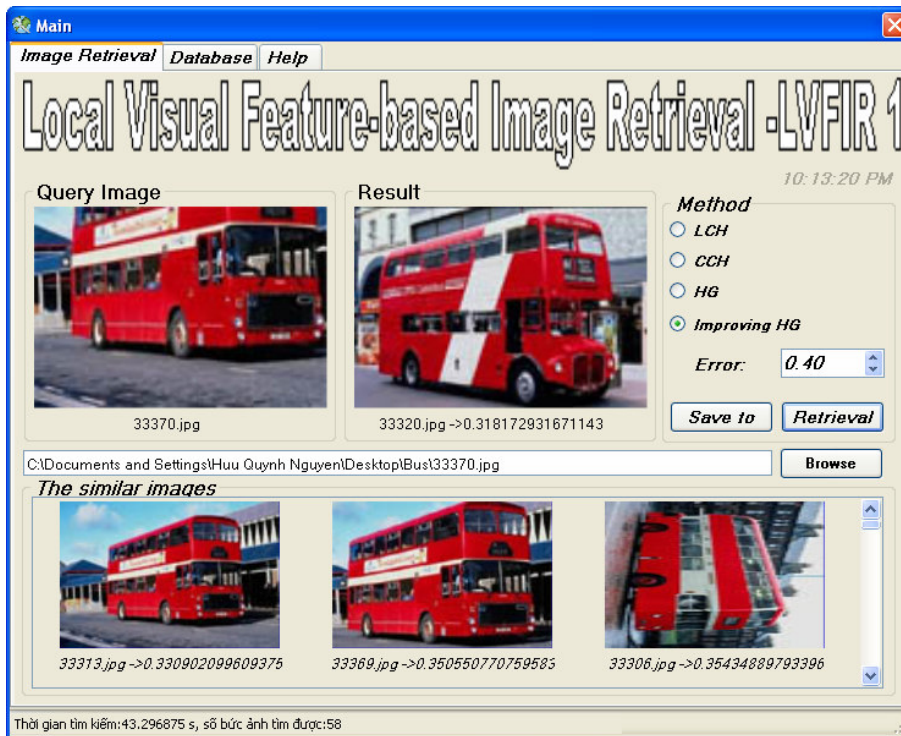 Main
Image Retrieval Database Help
Local Visual Feature-based Image Retrieval -LVFIR 1
10:13:20 PM
Query Image
33370.jpg
Result
33320.jpg ->0.318172931671143
Method
LCH
CCH
HG
Improving HG
Error: 0.40
Save to Retrieval
C:\Documents and Settings\Huu Quynh Nguyen\Desktop\Bus\33370.jpg Browse
The similar images
33313.jpg ->0.330902099609375 33369.jpg ->0.350550770759583 33306.jpg ->0.35434889793396
Thời gian tìm kiếm:43.296875 s, số bức ảnh tìm được:58